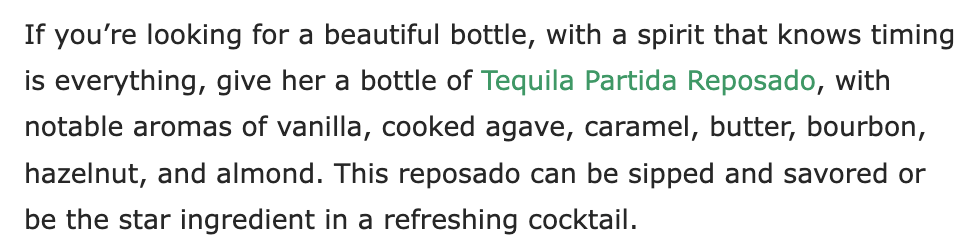 If you’re looking for a beautiful bottle, with a spirit that knows timing
is everything, give her a bottle of Tequila Partida Reposado, with
notable aromas of vanilla, cooked agave, caramel, butter, bourbon,
hazelnut, and almond. This reposado can be sipped and savored or
be the star ingredient in a refreshing cocktail.